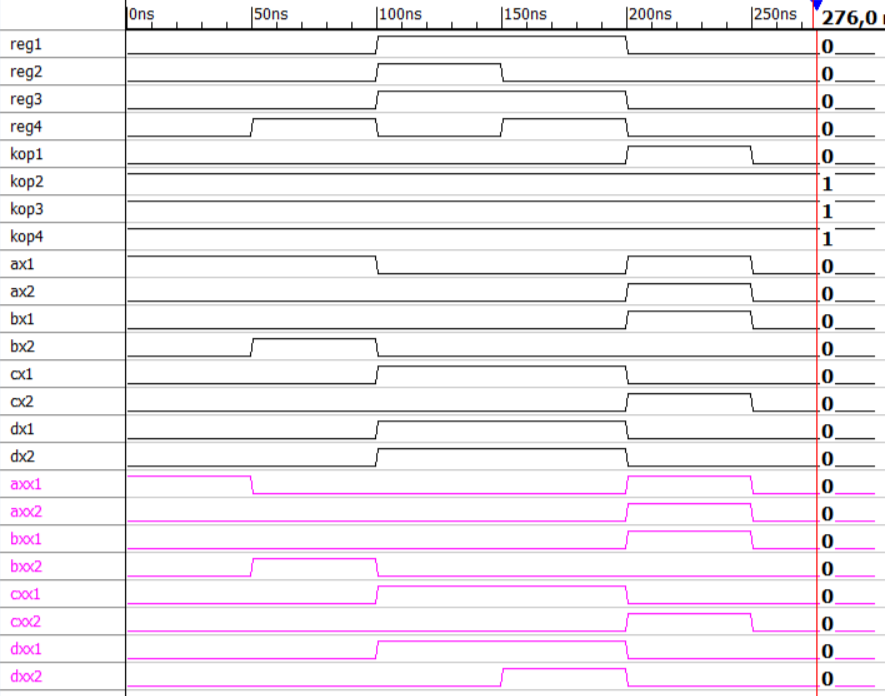 0ns 50ns 100ns 150ns 200ns 250ns 276,0
reg1 0
reg2 0
reg3 0
reg4 0
kop1 0
kop2 1
kop3 1
kop4 1
ax1 0
ax2 0
bx1 0
bx2 0
cx1 0
cx2 0
dx1 0
dx2 0
axx1 0
axx2 0
bxx1 0
bxx2 0
cxx1 0
cxx2 0
dxx1 0
dxx2 0